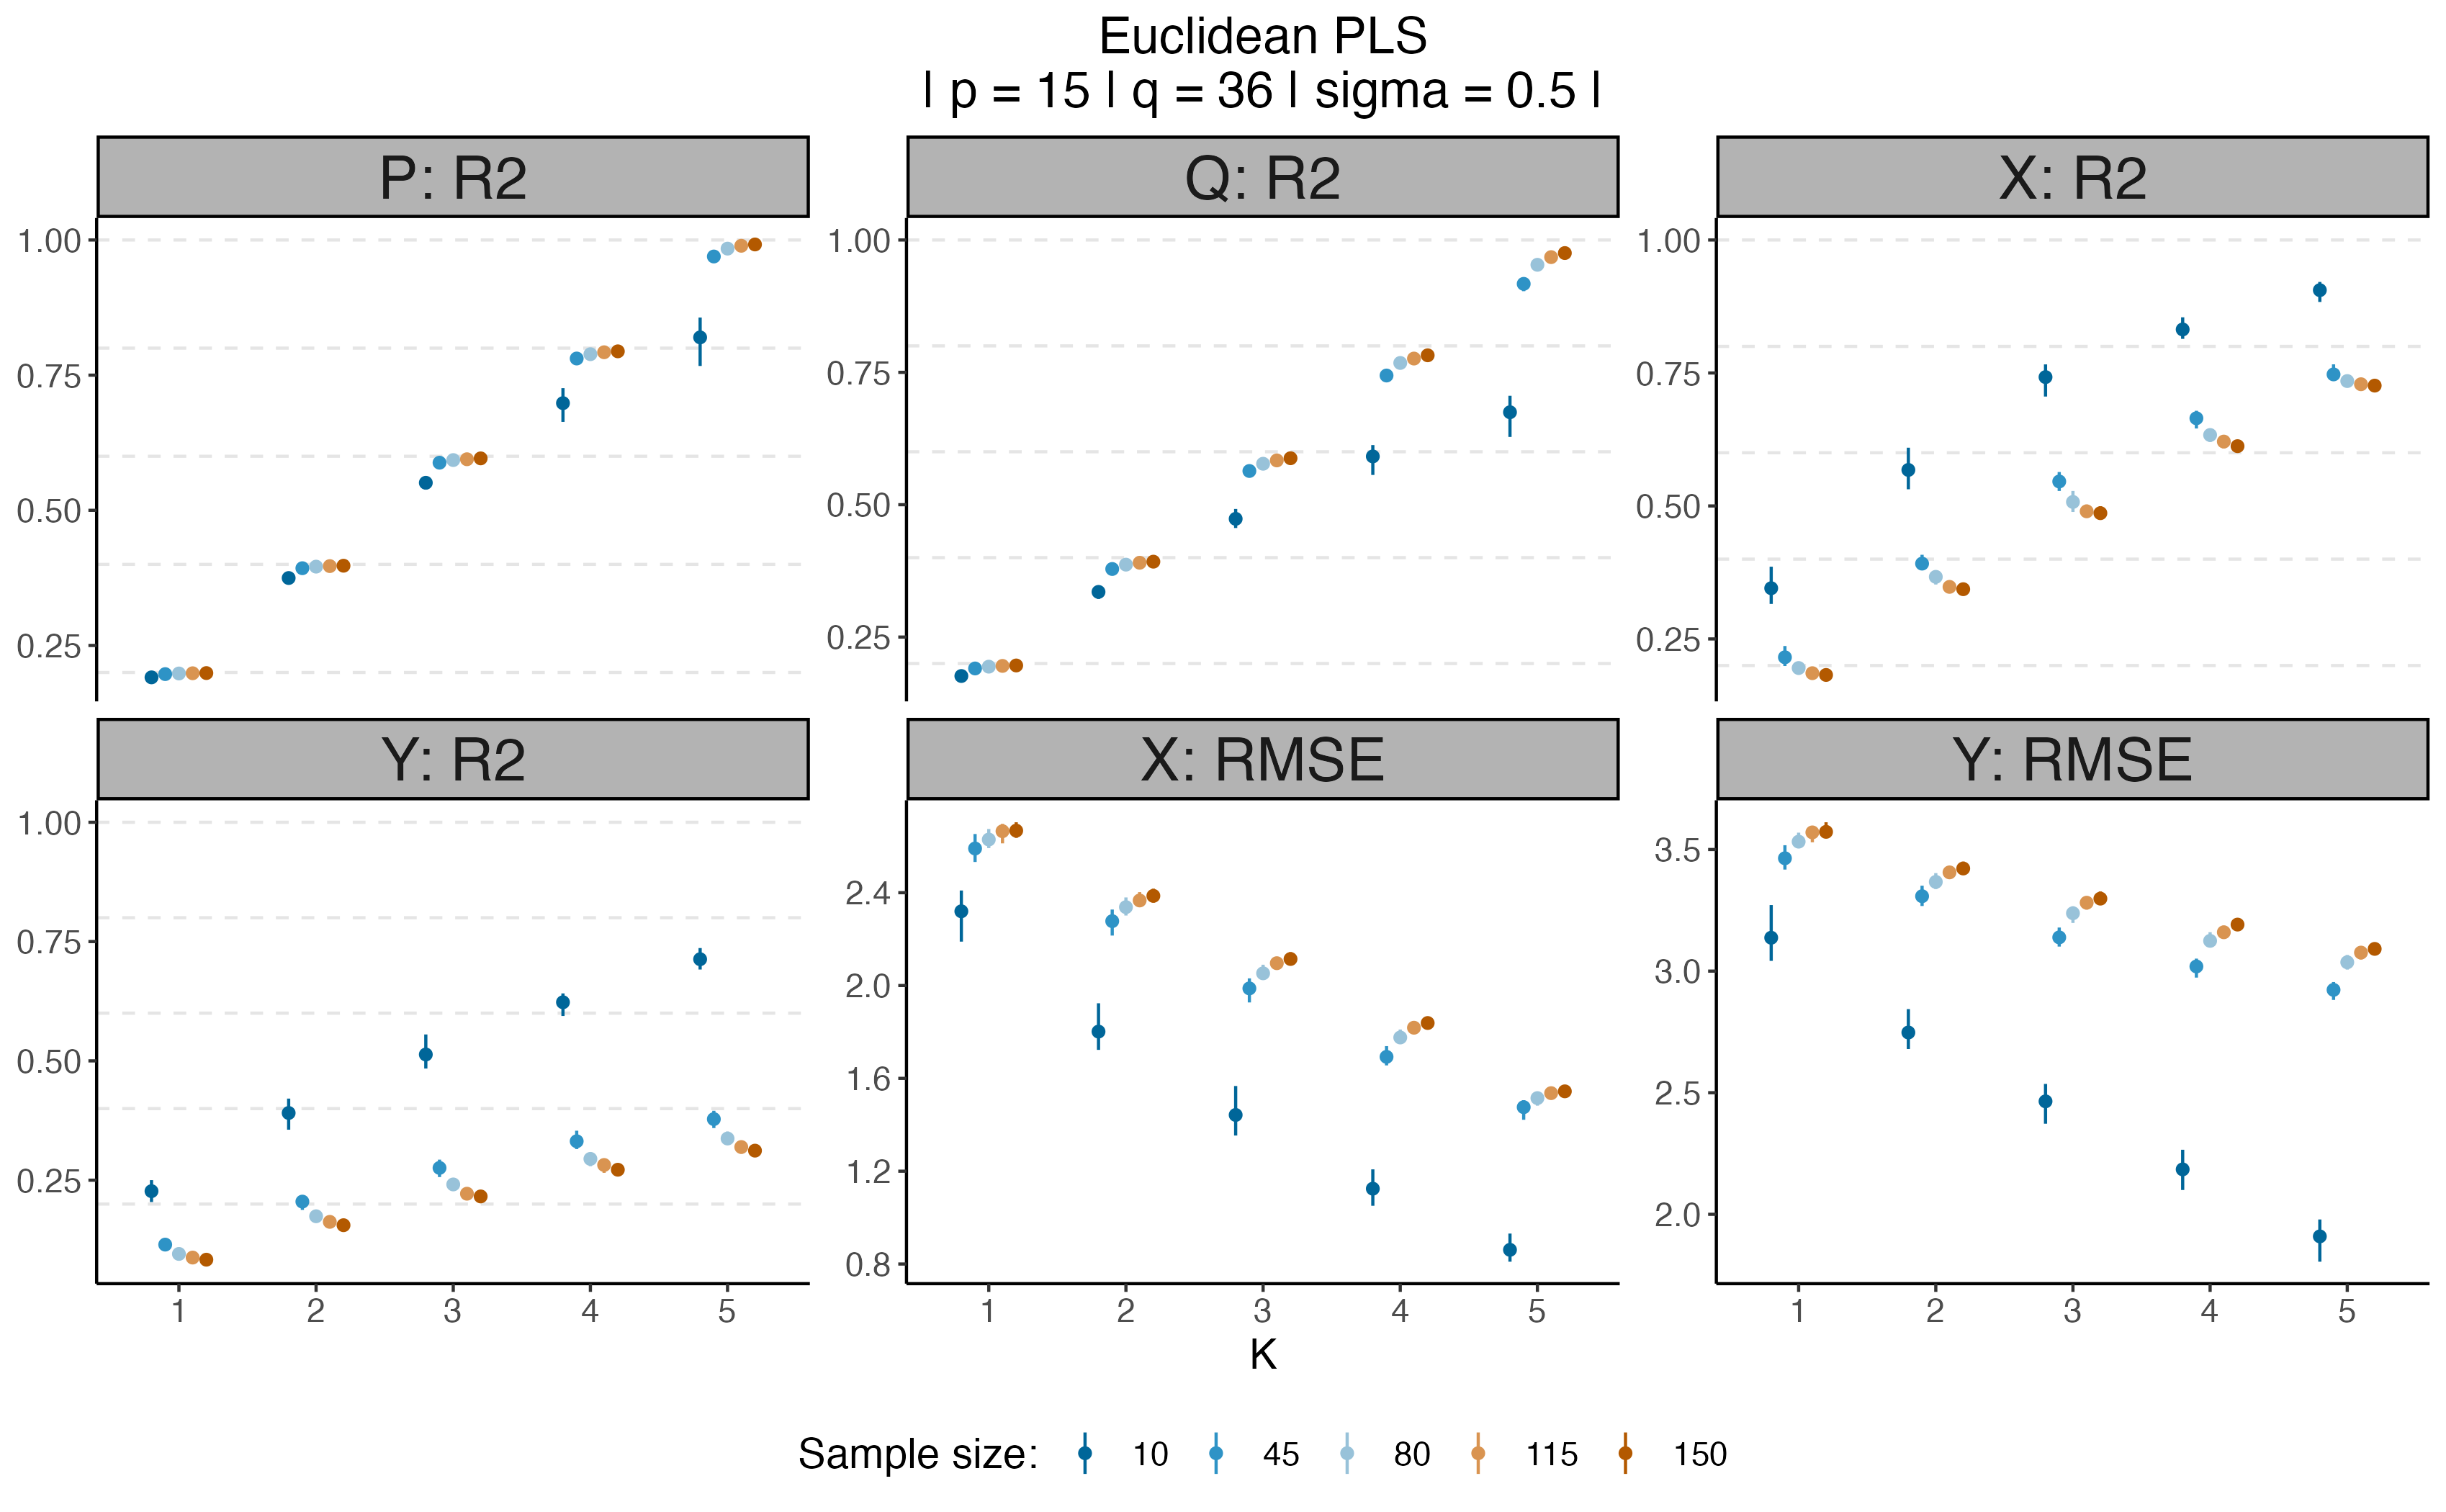 Euclidean PLS
| p = 15 | q = 36 | sigma = 0.5 |
P: R2
Q: R2
X: R2
1.00
0.75
0.50
0.25
1.00
0.75
0.50
0.25
1.00
0.75
0.50
0.25
Y: R2
X: RMSE
Y: RMSE
1.00
0.75
0.50
0.25
2.4
2.0
1.6
1.2
0.8
3.5
3.0
2.5
2.0
1 2 3 4 5
1 2 3 4 5
1 2 3 4 5
K
Sample size: 10 45 80 115 150